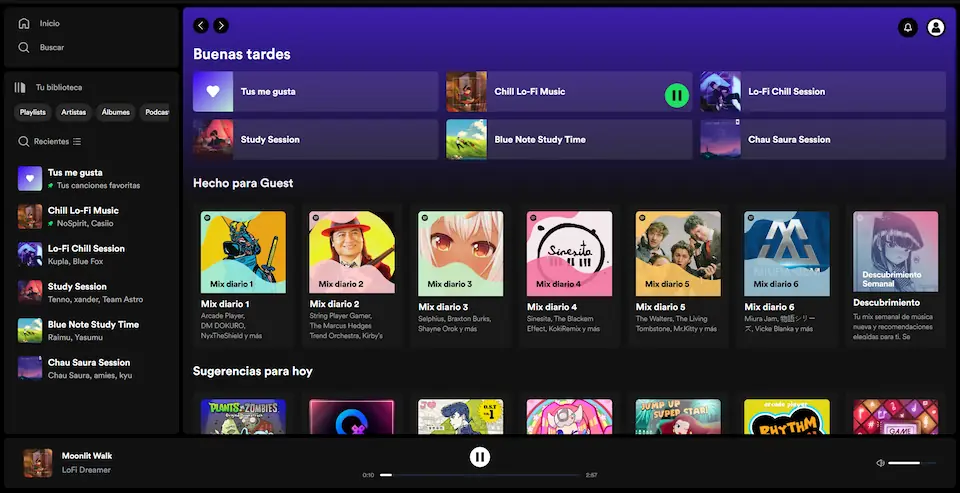 Inicio
Buscar
Tu biblioteca
Playlists Artistas Álbumes Podcas
Recientes
Tus me gusta
Tus canciones favoritas
Chill Lo-Fi Music
NoSpirit, Casiio
Lo-Fi Chill Session
Kupla, Blue Fox
Study Session
Tenno, xander, Team Astro
Blue Note Study Time
Raimu, Yasumu
Chau Saura Session
Chau Saura, amies, kyu
Buenas tardes
Tus me gusta
Chill Lo-Fi Music
Lo-Fi Chill Session
Study Session
Blue Note Study Time
Chau Saura Session
Hecho para Guest
Mix diario 1
Mix diario 1
Arcade Player,
DM DOKURO,
NyxTheShield y más
Mix diario 2
Mix diario 2
String Player Gamer,
The Marcus Hedges
Trend Orchestra, Kirby's
Mix diario 3
Mix diario 3
Selphius, Braxton Burks,
Shayne Orok y más
Sinesita
Mix diario 4
Mix diario 4
Sinesita, The Blackem
Effect, KokiRemix y más
Mix diario 5
Mix diario 5
The Walters, The Living
Tombstone, Mr.Kitty y más
Mix diario 6
Mix diario 6
Miura Jam, 物語シリー
ズ, Vicke Blanka y más
Descubrimiento
Semanal
Descubrimiento
Tu mix semanal de música
nueva y recomendaciones
elegidas para ti. Se
Sugerencias para hoy
PLANTS VS. ZOMBIES
O.S.T
vol.1
JUMP UP
SUPER STAR!
arcade player
RHYTHM
GAME
Moonlit Walk
LoFi Dreamer
0:10
2:57